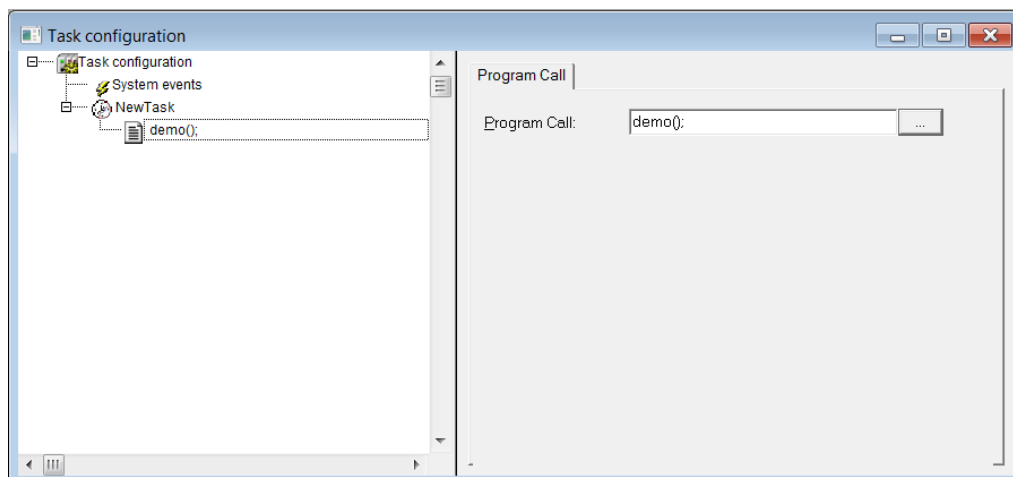 Task configuration
Task configuration
System events
NewTask
demo();
Program Call
Program Call:
demo();
...